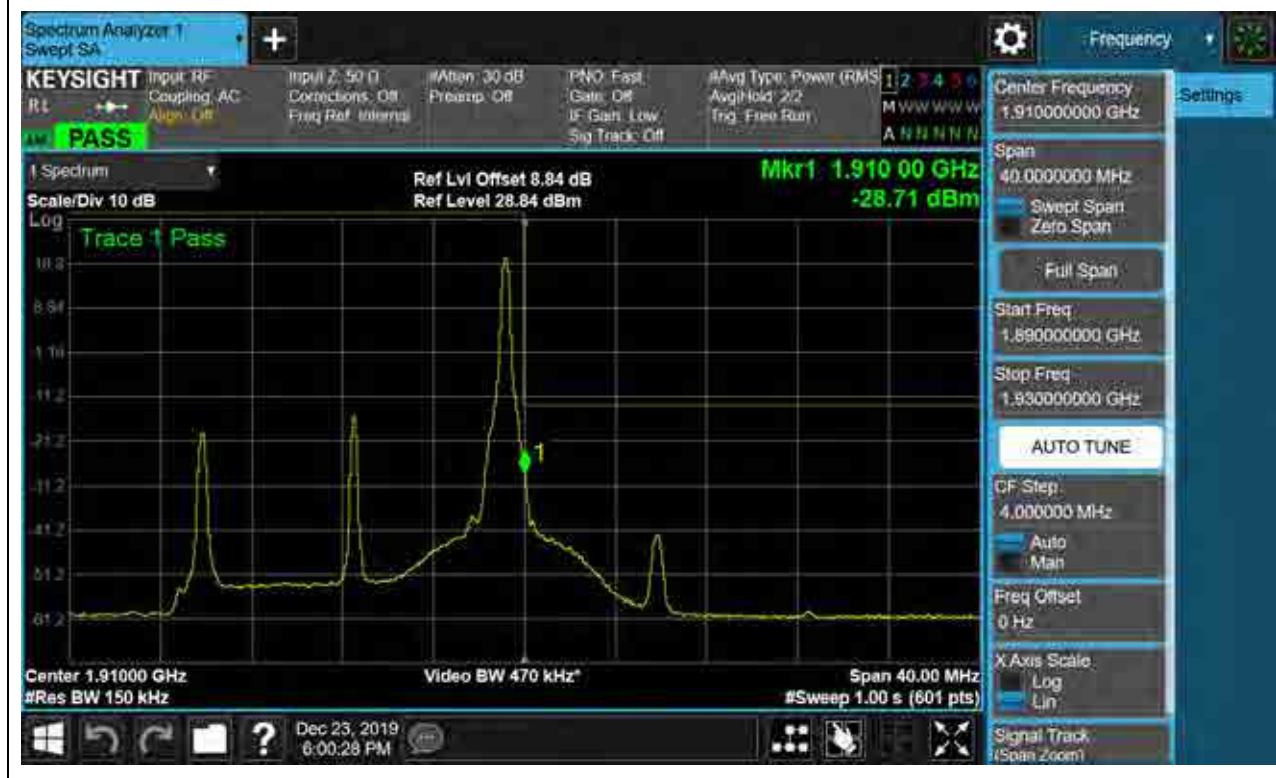 Spectrum Analyzer 1
Swept SA
+
Frequency
KEYSIGHT
RL
PASS
Input: RF
Coupling: AC
Align: Off
Input Z: 50 Ω
Corrections: Off
Freq Ref: Internal
#Atten: 30 dB
Preamp: Off
PNO: Fast
Gate: Off
IF Gain: Low
Sig Track: Off
#Avg Type: Power (RMS
Avg|Hold: 2/2
Trig: Free Run
1 2 3 4 5 6
M W W W W W
A N N N N N
1 Spectrum
Scale/Div 10 dB
Ref Lvl Offset 8.84 dB
Ref Level 28.84 dBm
Mkr1 1.910 00 GHz
-28.71 dBm
Log
Trace 1 Pass
8.84
-11.2
-21.2
-31.2
-41.2
-51.2
-61.2
1
Center 1.91000 GHz
#Res BW 150 kHz
Video BW 470 kHz*
Span 40.00 MHz
#Sweep 1.00 s (601 pts)
?
Dec 23, 2019
6:00:28 PM
Center Frequency
1.910000000 GHz
Settings
Span
40.0000000 MHz
Swept Span
Zero Span
Full Span
Start Freq
1.890000000 GHz
Stop Freq
1.930000000 GHz
AUTO TUNE
CF Step
4.000000 MHz
Auto
Man
Freq Offset
0 Hz
X Axis Scale
Log
Lin
Signal Track
(Span Zoom)